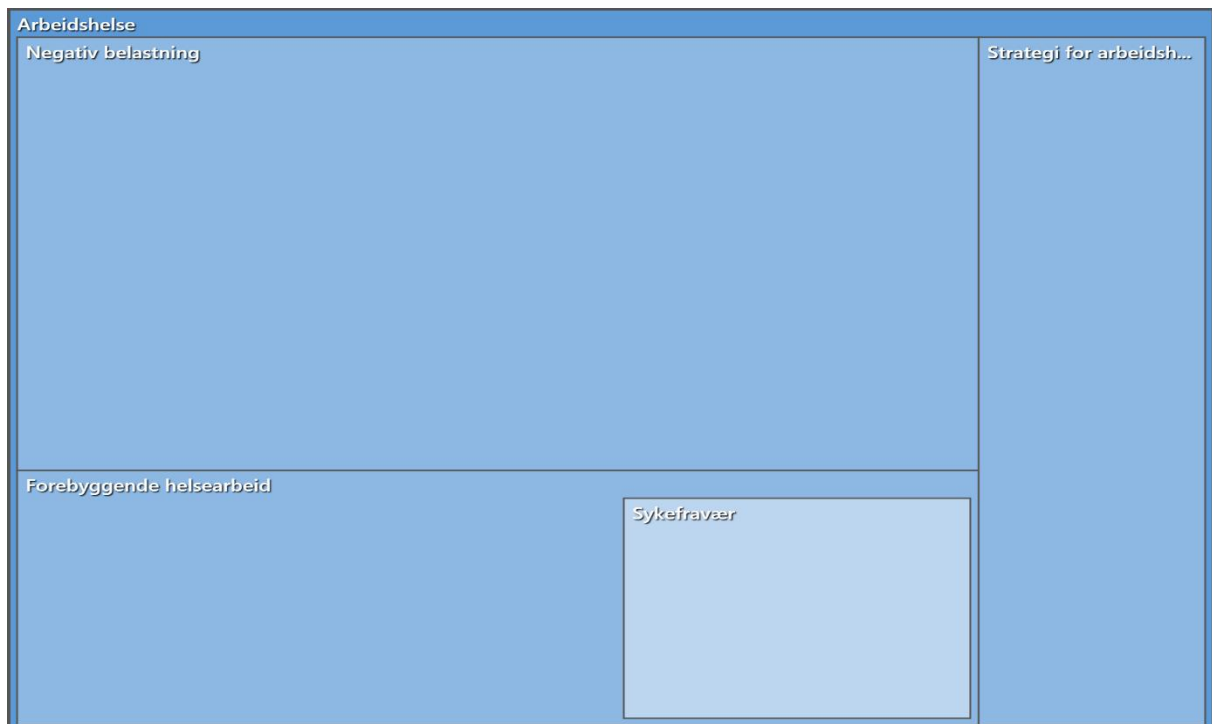 Arbeidshelse
Negativ belastning
Strategi for arbeidsh...
Forebyggende helsearbeid
Sykefravær